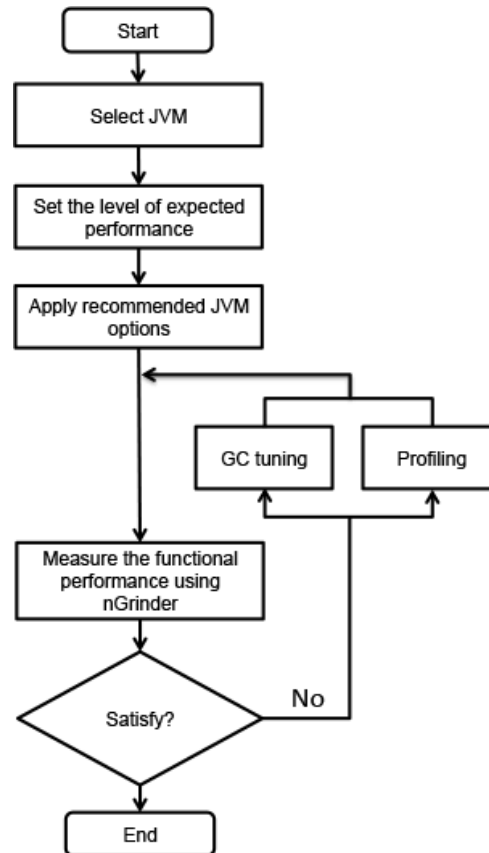 Start
Select JVM
Set the level of expected
performance
Apply recommended JVM
options
GC tuning
Profiling
Measure the functional
performance using
nGrinder
No
Satisfy?
End